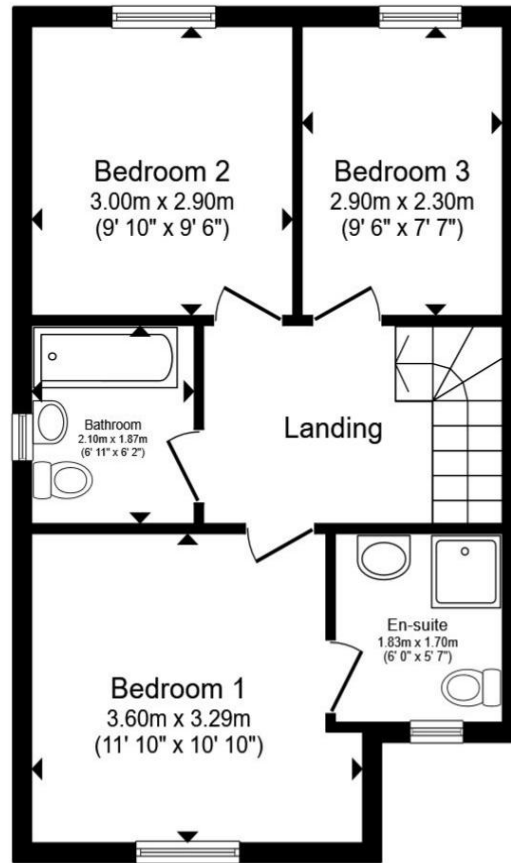 Bedroom 2
3.00m x 2.90m
(9' 10" x 9' 6")
Bedroom 3
2.90m x 2.30m
(9' 6" x 7' 7")
Bathroom
2.10m x 1.87m
(6' 11" x 6' 2")
Landing
En-suite
1.83m x 1.70m
(6' 0" x 5' 7")
Bedroom 1
3.60m x 3.29m
(11' 10" x 10' 10")